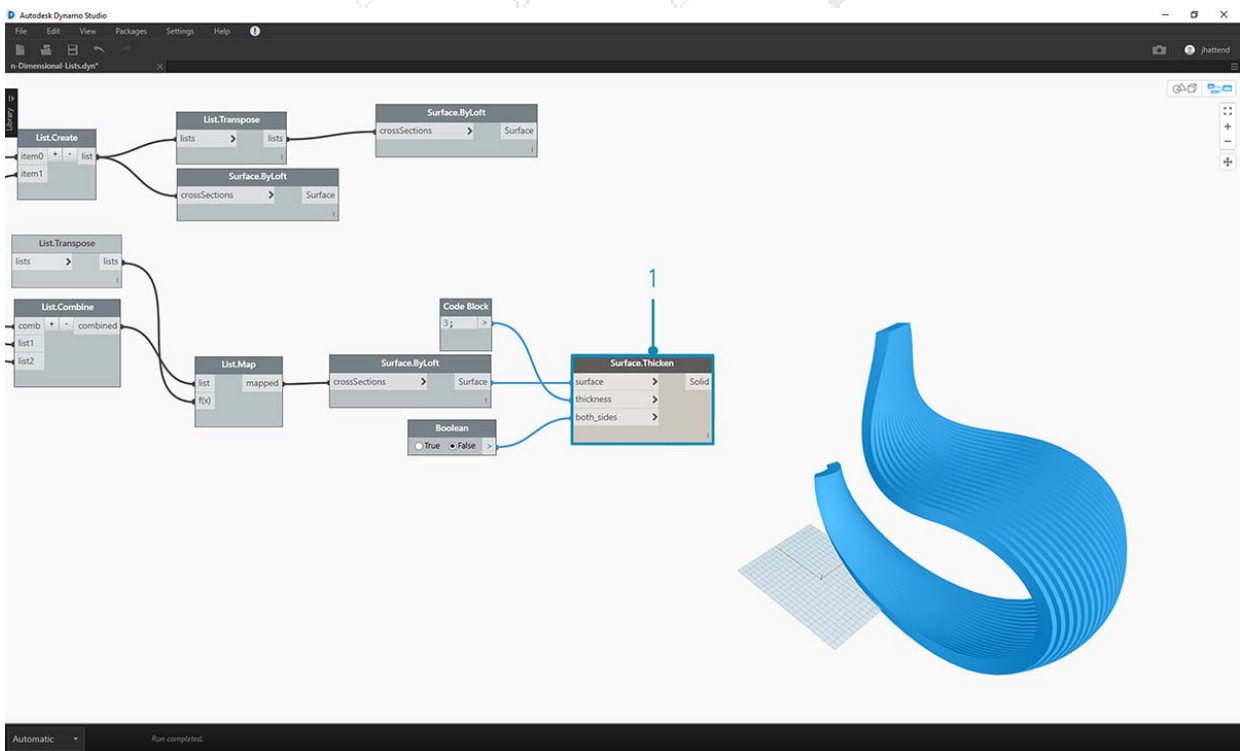 Autodesk Dynamo Studio
File Edit View Packages Settings Help
jhattend
n-Dimensional-Lists.dyn*
Library
List.Create
item0 + - list
item1
List.Transpose
lists > lists
Surface.ByLoft
crossSections > Surface
Surface.ByLoft
crossSections > Surface
List.Transpose
lists > lists
List.Combine
comb + - combined
list1
list2
List.Map
list mapped
f(x)
Surface.ByLoft
crossSections > Surface
Code Block
3; >
Boolean
True False >
1
Surface.Thicken
surface > Solid
thickness >
both_sides >
Automatic
Run completed.